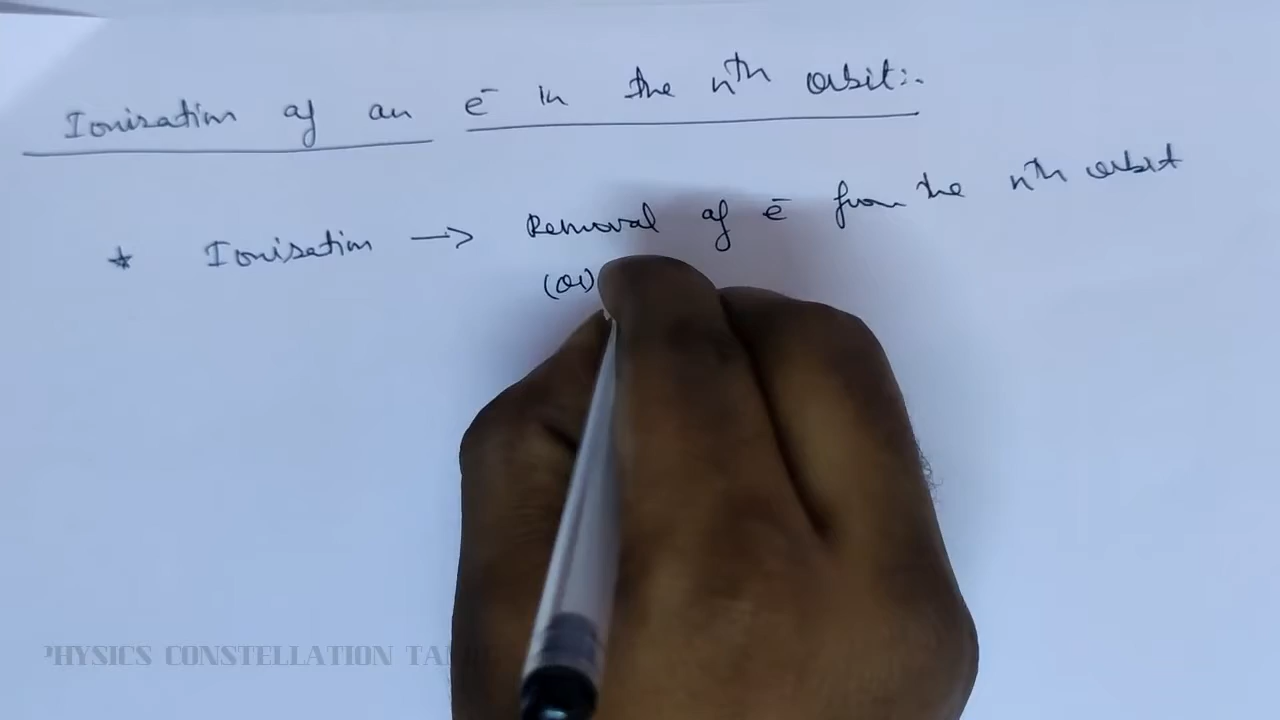 Ionisation of an e⁻ in the nth orbit:-
* Ionisation → Removal of e⁻ from the nth orbit
(or)
PHYSICS CONSTELLATION TA